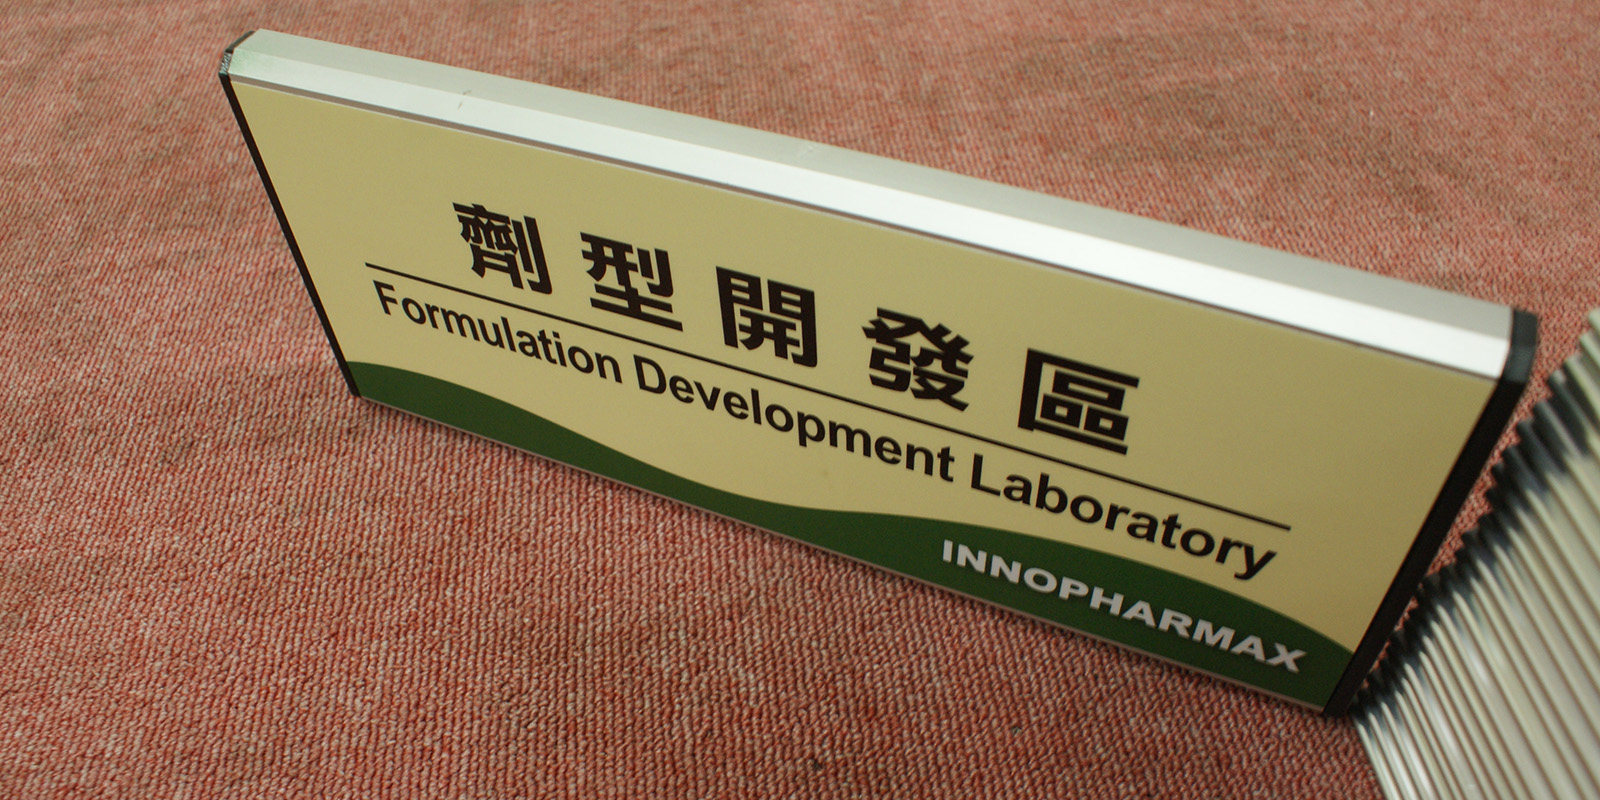 劑型開發區
Formulation Development Laboratory
INNOPHARMAX